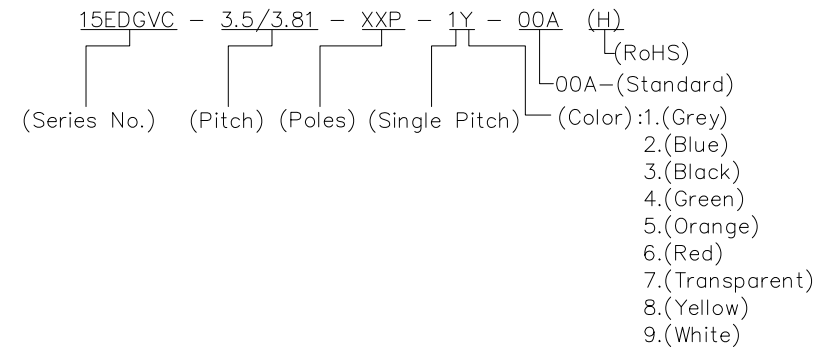 15EDGVC - 3.5/3.81 - XXP - 1Y - 00A (H)
(RoHS)
00A-(Standard)
(Series No.) (Pitch) (Poles) (Single Pitch) (Color):1.(Grey)
2.(Blue)
3.(Black)
4.(Green)
5.(Orange)
6.(Red)
7.(Transparent)
8.(Yellow)
9.(White)